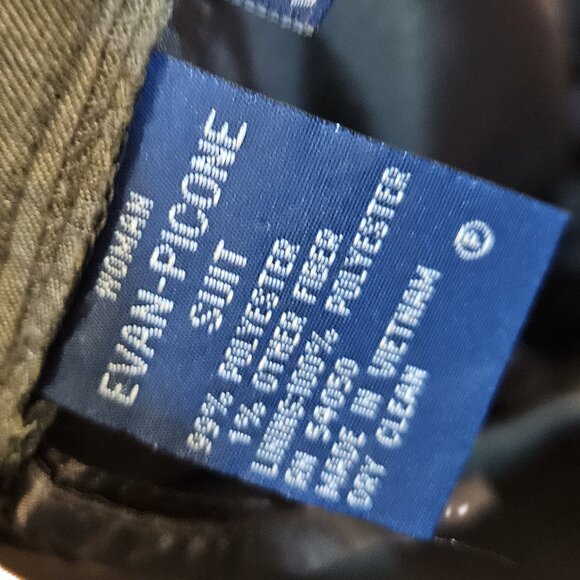 WOMAN
EVAN-PICONE
SUIT
99% POLYESTER
1% OTHER FIBER
LINING-100% POLYESTER
RN 54050
MADE IN VIETNAM
DRY CLEAN
P